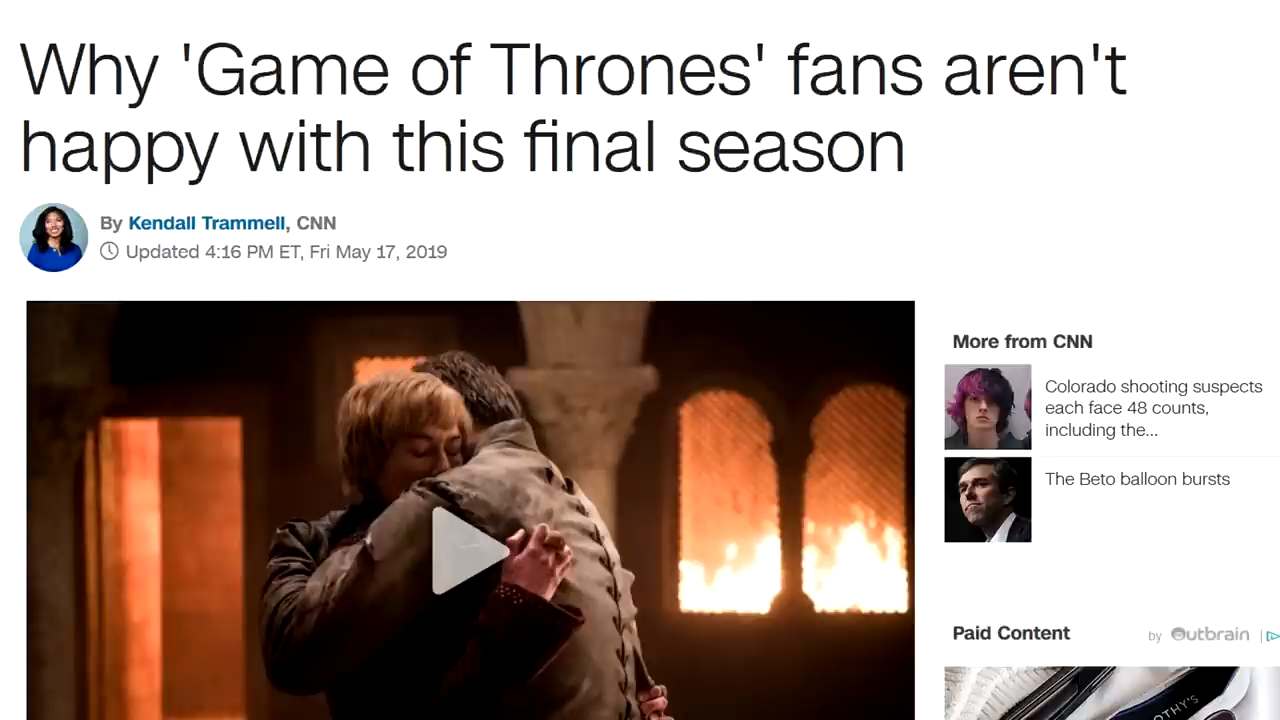 Why 'Game of Thrones' fans aren't
happy with this final season
By Kendall Trammell, CNN
Updated 4:16 PM ET, Fri May 17, 2019
More from CNN
Colorado shooting suspects
each face 48 counts,
including the...
The Beto balloon bursts
Paid Content
by Outbrain
OTHY'S